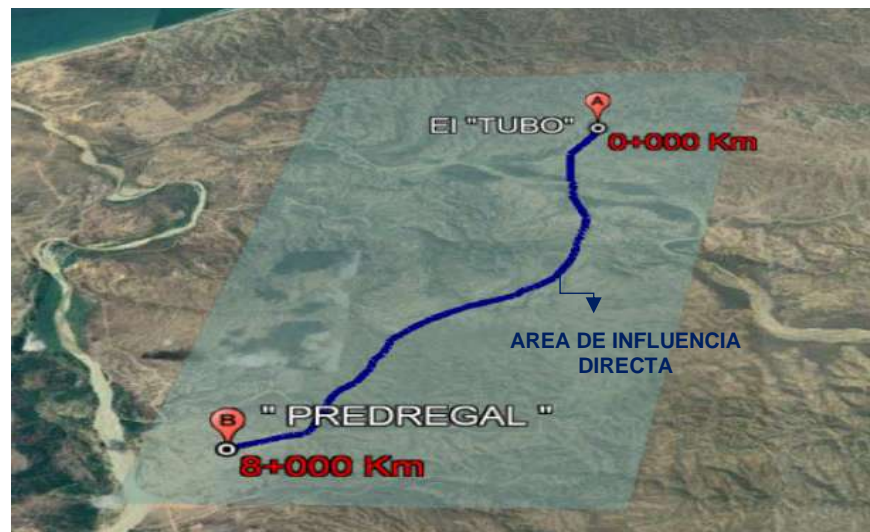 A
El "TUBO"
0+000 Km
AREA DE INFLUENCIA
DIRECTA
B
" PREDREGAL "
8+000 Km